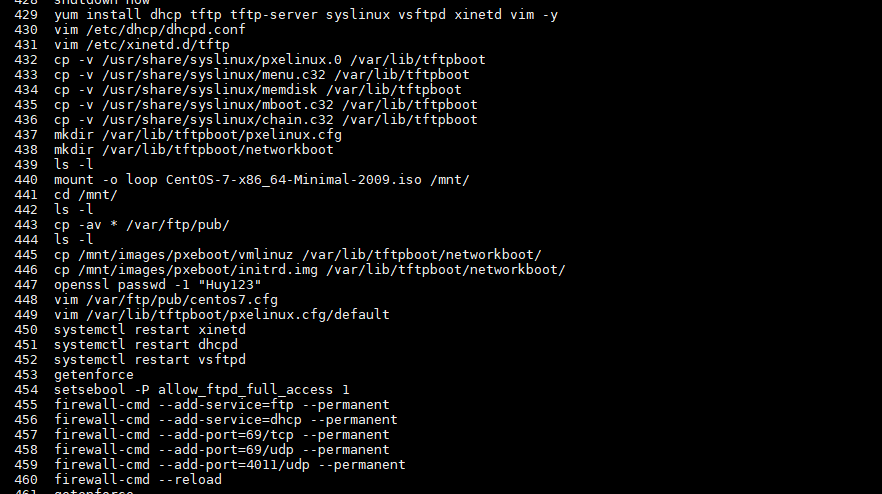 428 shutdown now
429 yum install dhcp tftp tftp-server syslinux vsftpd xinetd vim -y
430 vim /etc/dhcp/dhcpd.conf
431 vim /etc/xinetd.d/tftp
432 cp -v /usr/share/syslinux/pxelinux.0 /var/lib/tftpboot
433 cp -v /usr/share/syslinux/menu.c32 /var/lib/tftpboot
434 cp -v /usr/share/syslinux/memdisk /var/lib/tftpboot
435 cp -v /usr/share/syslinux/mboot.c32 /var/lib/tftpboot
436 cp -v /usr/share/syslinux/chain.c32 /var/lib/tftpboot
437 mkdir /var/lib/tftpboot/pxelinux.cfg
438 mkdir /var/lib/tftpboot/networkboot
439 ls -l
440 mount -o loop CentOS-7-x86_64-Minimal-2009.iso /mnt/
441 cd /mnt/
442 ls -l
443 cp -av * /var/ftp/pub/
444 ls -l
445 cp /mnt/images/pxeboot/vmlinuz /var/lib/tftpboot/networkboot/
446 cp /mnt/images/pxeboot/initrd.img /var/lib/tftpboot/networkboot/
447 openssl passwd -1 "Huy123"
448 vim /var/ftp/pub/centos7.cfg
449 vim /var/lib/tftpboot/pxelinux.cfg/default
450 systemctl restart xinetd
451 systemctl restart dhcpd
452 systemctl restart vsftpd
453 getenforce
454 setsebool -P allow_ftpd_full_access 1
455 firewall-cmd --add-service=ftp --permanent
456 firewall-cmd --add-service=dhcp --permanent
457 firewall-cmd --add-port=69/tcp --permanent
458 firewall-cmd --add-port=69/udp --permanent
459 firewall-cmd --add-port=4011/udp --permanent
460 firewall-cmd --reload
461 getenforce